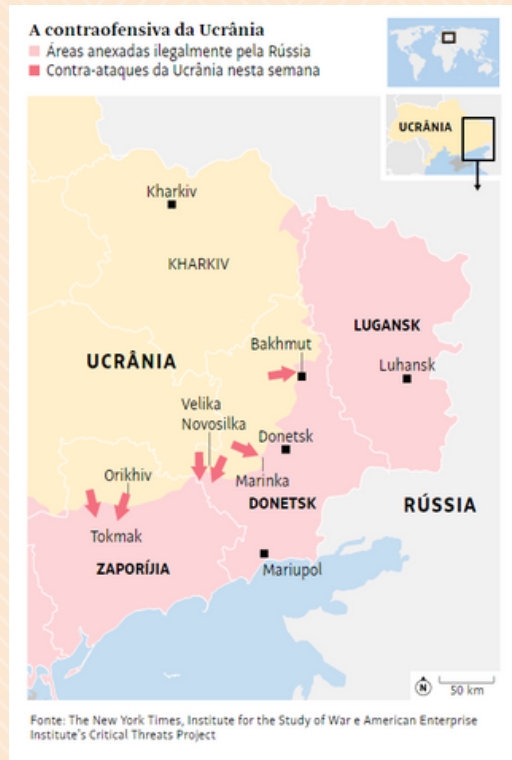 A contraofensiva da Ucrânia
Áreas anexadas ilegalmente pela Rússia
Contra-ataques da Ucrânia nesta semana
UCRÂNIA
Kharkiv
KHARKIV
LUGANSK
Bakhmut
UCRÂNIA
Luhansk
Velika
Novosilka
Donetsk
Orikhiv
Marinka
DONETSK
RÚSSIA
Tokmak
ZAPORÍJIA
Mariupol
N
50 km
Fonte: The New York Times, Institute for the Study of War e American Enterprise
Institute's Critical Threats Project